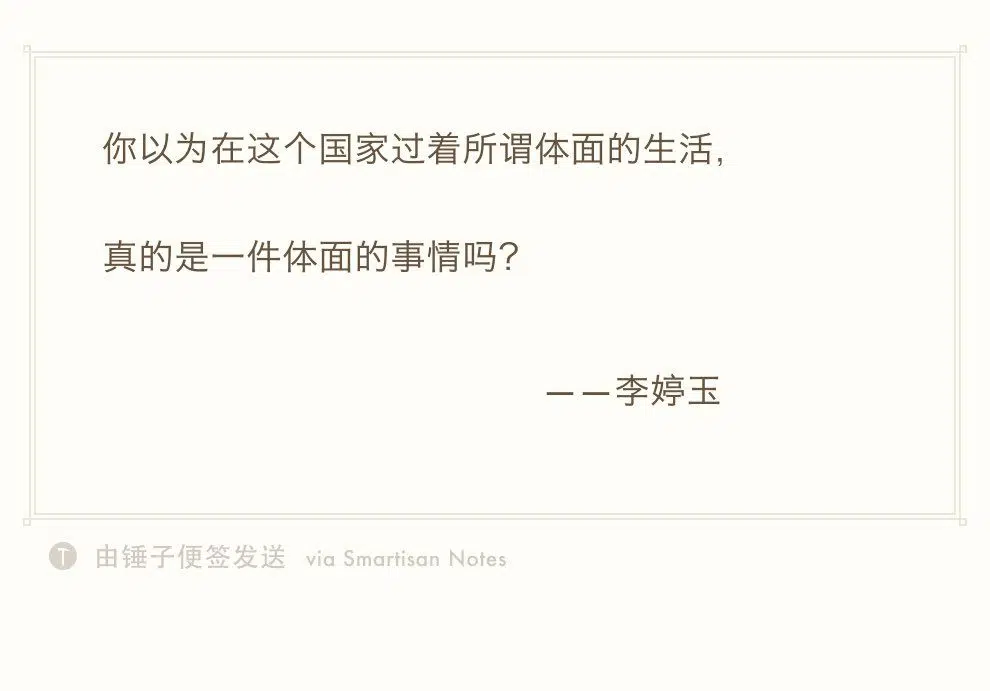 你以为在这个国家过着所谓体面的生活，
真的是一件体面的事情吗？
——李婷玉
由锤子便签发送 via Smartisan Notes